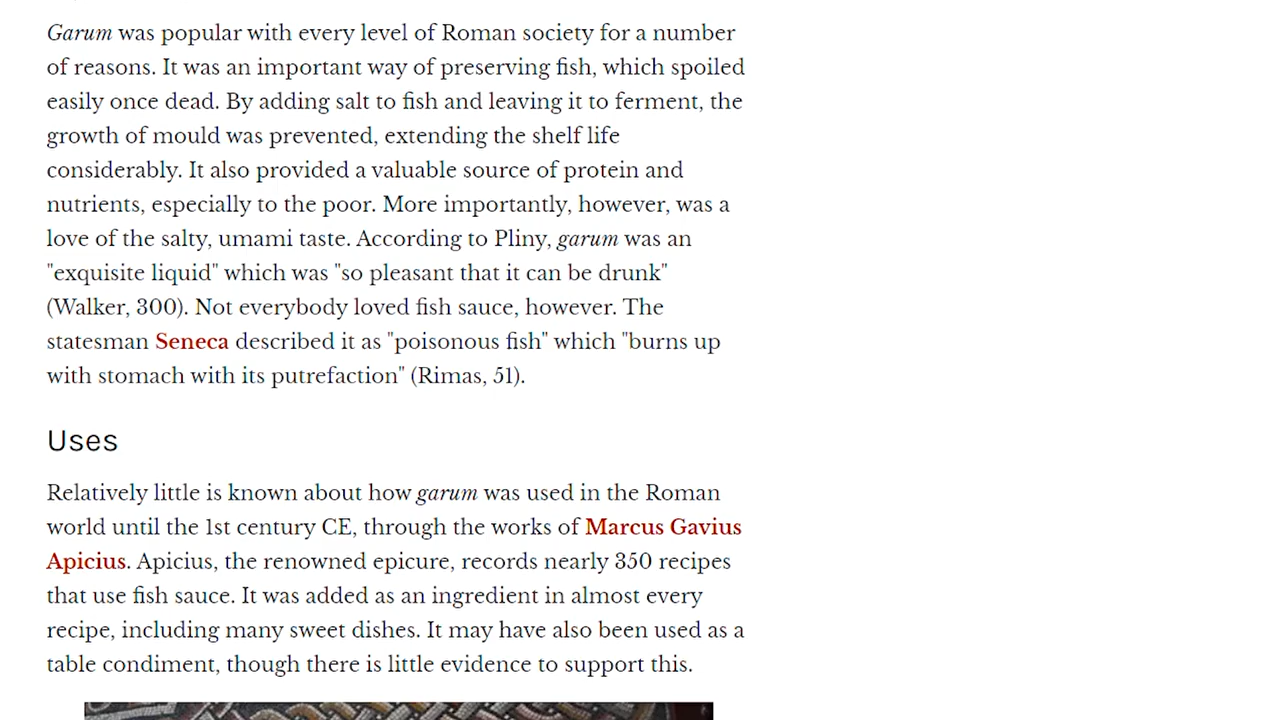 Garum was popular with every level of Roman society for a number
of reasons. It was an important way of preserving fish, which spoiled
easily once dead. By adding salt to fish and leaving it to ferment, the
growth of mould was prevented, extending the shelf life
considerably. It also provided a valuable source of protein and
nutrients, especially to the poor. More importantly, however, was a
love of the salty, umami taste. According to Pliny, garum was an
"exquisite liquid" which was "so pleasant that it can be drunk"
(Walker, 300). Not everybody loved fish sauce, however. The
statesman Seneca described it as "poisonous fish" which "burns up
with stomach with its putrefaction" (Rimas, 51).
Uses
Relatively little is known about how garum was used in the Roman
world until the 1st century CE, through the works of Marcus Gavius
Apicius. Apicius, the renowned epicure, records nearly 350 recipes
that use fish sauce. It was added as an ingredient in almost every
recipe, including many sweet dishes. It may have also been used as a
table condiment, though there is little evidence to support this.